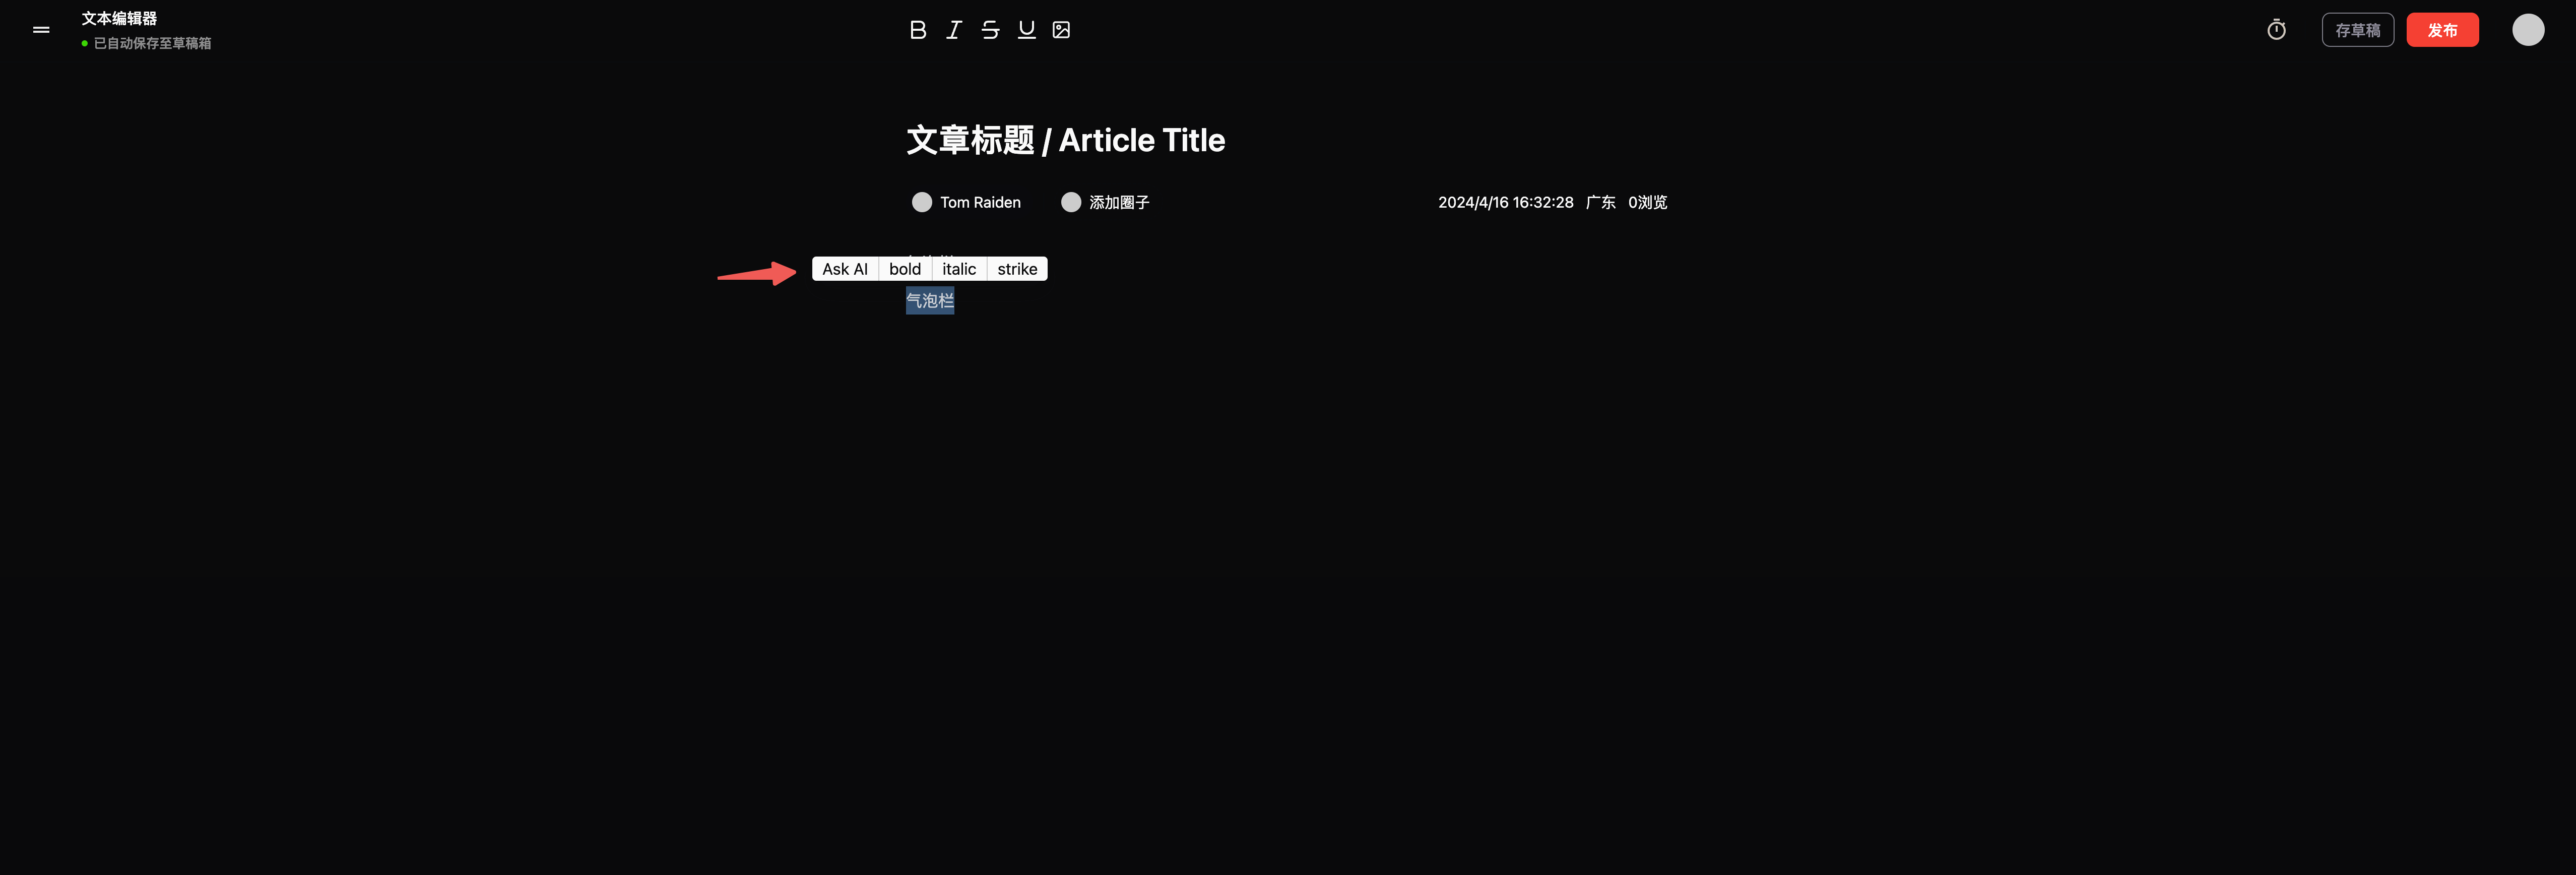 文本编辑器
已自动保存至草稿箱
存草稿
发布
文章标题 / Article Title
Tom Raiden 添加圈子 2024/4/16 16:32:28 广东 0浏览
Ask AI bold italic strike
气泡栏